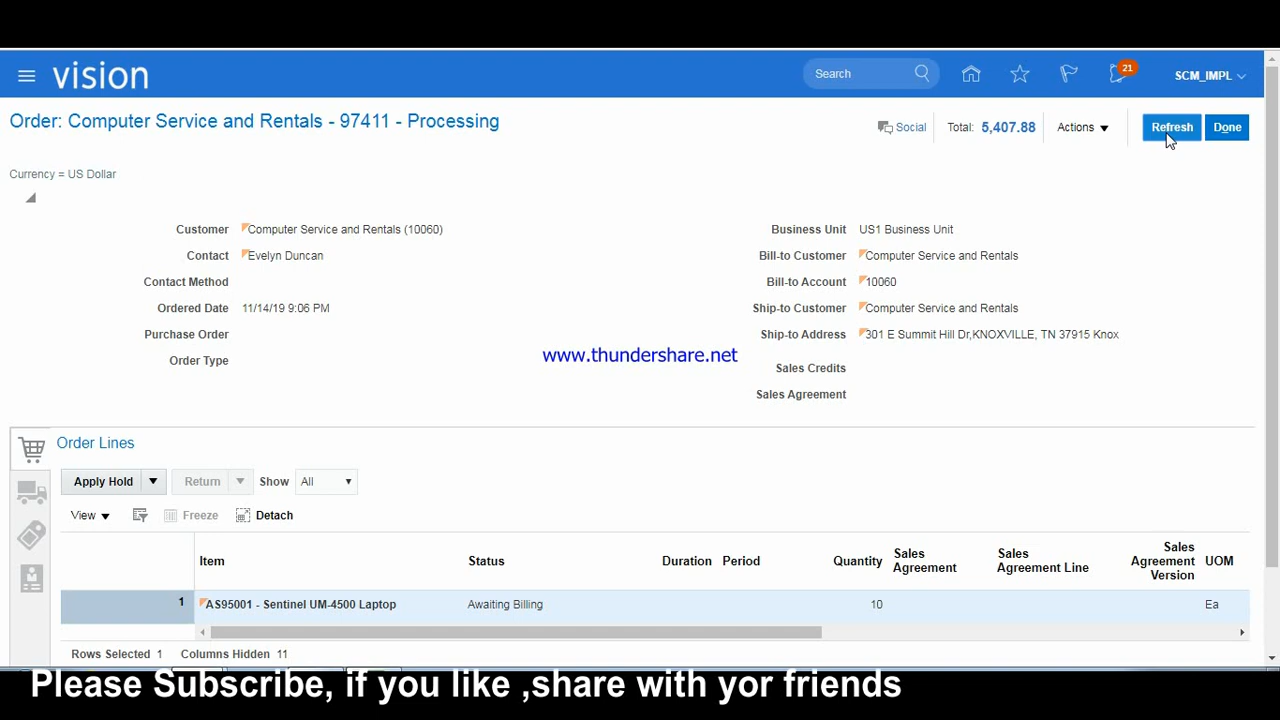 vision
Search
21
SCM_IMPL
Order: Computer Service and Rentals - 97411 - Processing
Social
Total: 5,407.88
Actions
Refresh
Done
Currency = US Dollar
Customer Computer Service and Rentals (10060)
Contact Evelyn Duncan
Contact Method
Ordered Date 11/14/19 9:06 PM
Purchase Order
Order Type
Business Unit US1 Business Unit
Bill-to Customer Computer Service and Rentals
Bill-to Account 10060
Ship-to Customer Computer Service and Rentals
Ship-to Address 301 E Summit Hill Dr,KNOXVILLE, TN 37915 Knox
Sales Credits
Sales Agreement
www.thundershare.net
Order Lines
Apply Hold Return Show All
View Freeze Detach
Item Status Duration Period Quantity Sales Agreement Sales Agreement Line Sales Agreement Version UOM
1 AS95001 - Sentinel UM-4500 Laptop Awaiting Billing 10 Ea
Rows Selected 1 Columns Hidden 11
Please Subscribe, if you like ,share with yor friends